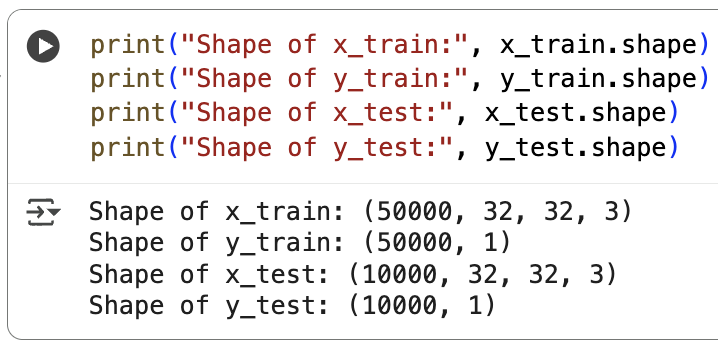 print("Shape of x_train:", x_train.shape)
print("Shape of y_train:", y_train.shape)
print("Shape of x_test:", x_test.shape)
print("Shape of y_test:", y_test.shape)
Shape of x_train: (50000, 32, 32, 3)
Shape of y_train: (50000, 1)
Shape of x_test: (10000, 32, 32, 3)
Shape of y_test: (10000, 1)